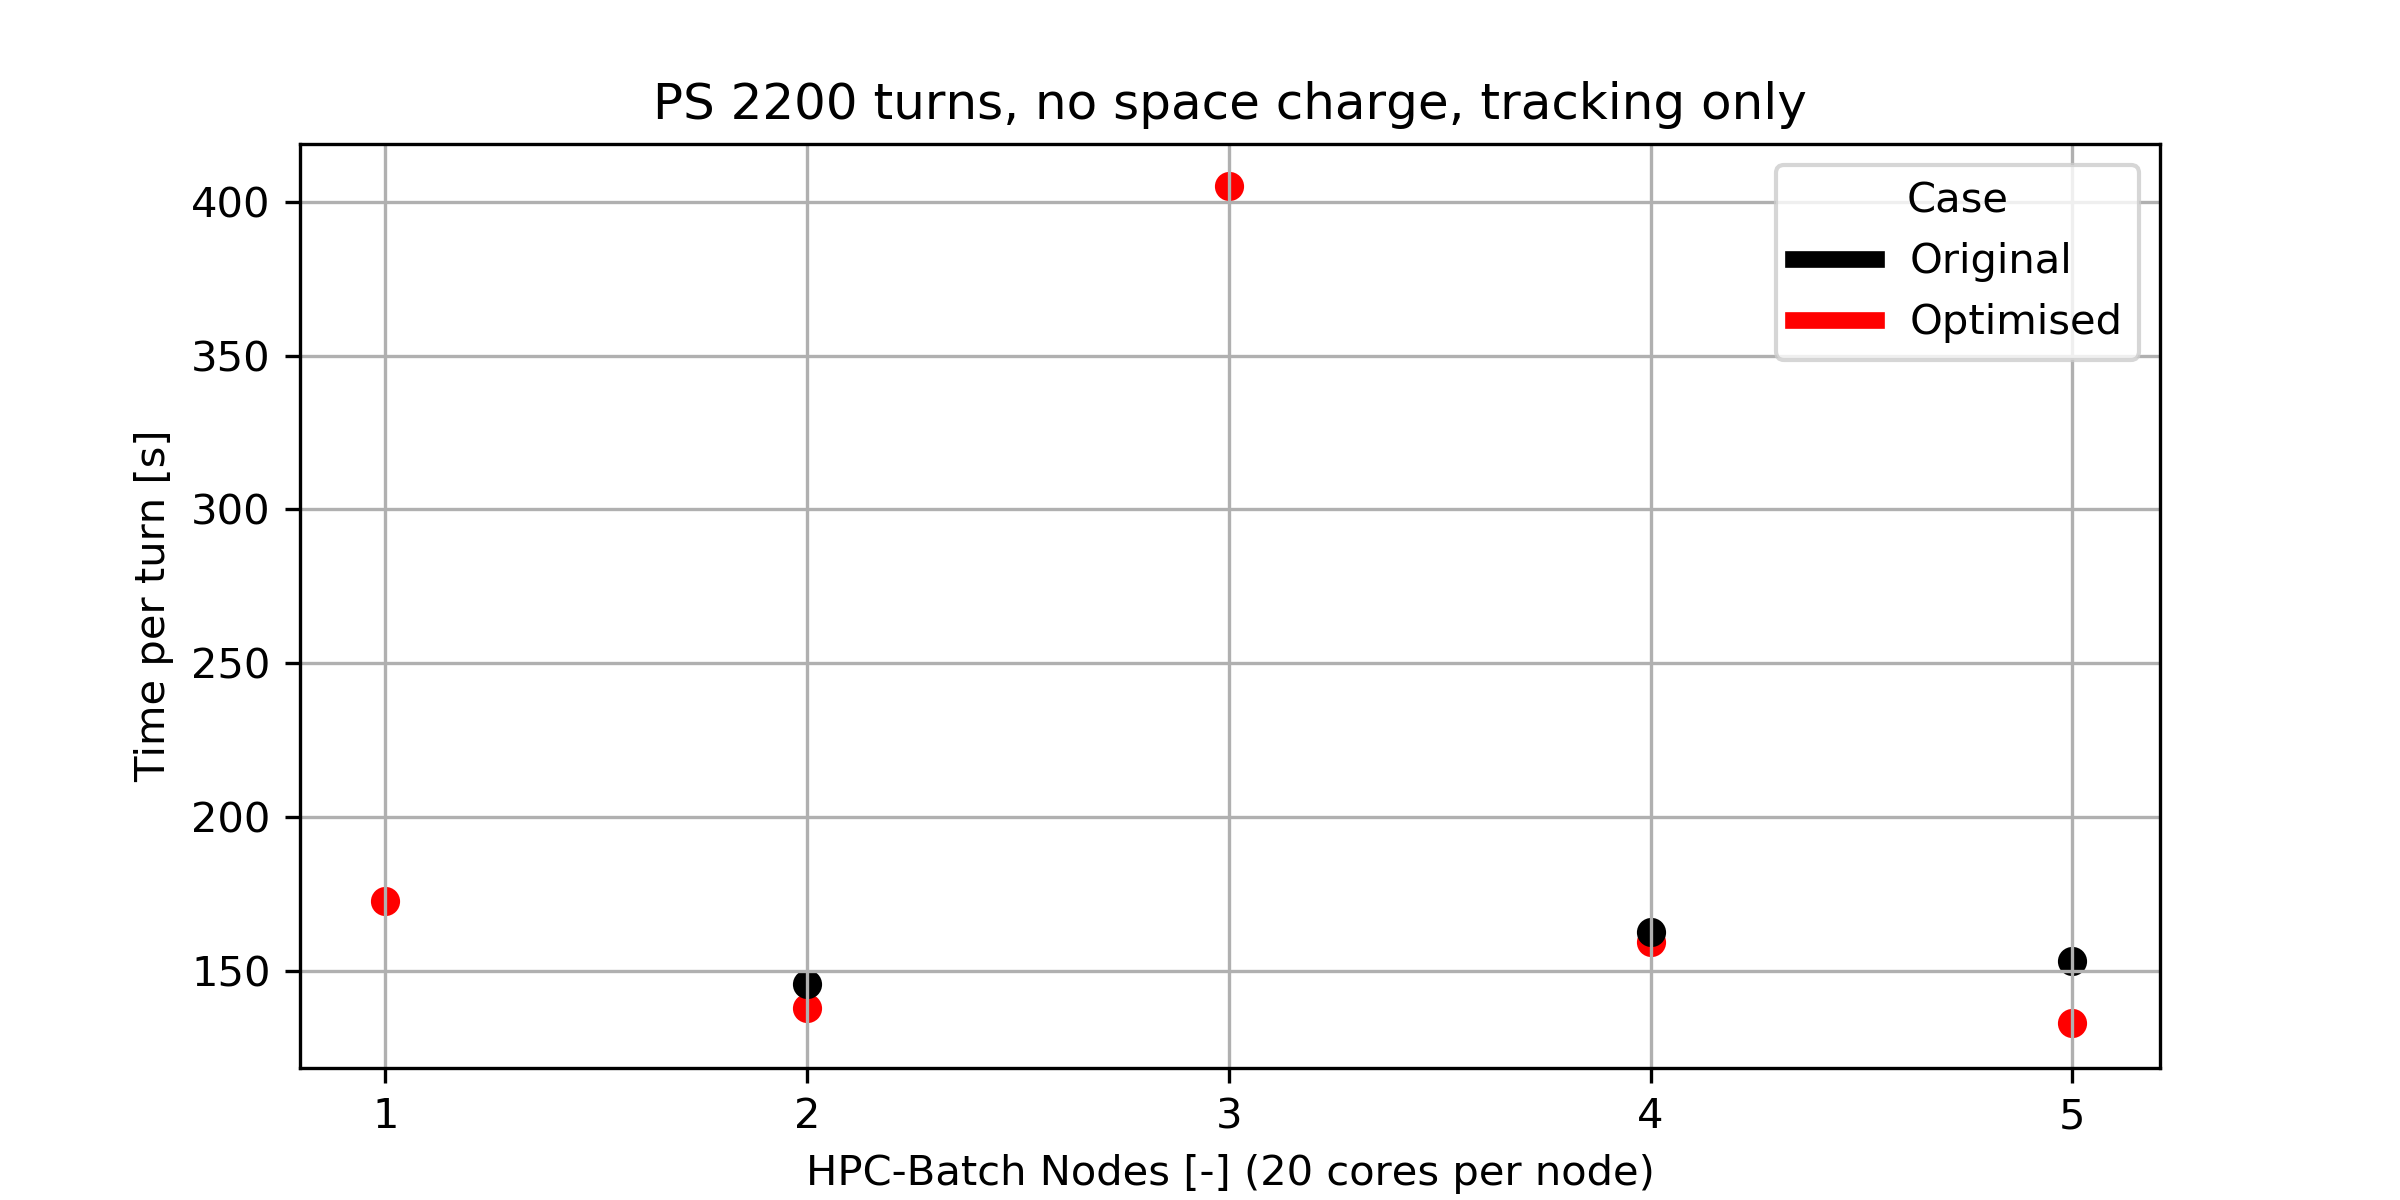 PS 2200 turns, no space charge, tracking only
Case
Original
Optimised
Time per turn [s]
400
350
300
250
200
150
1 2 3 4 5
HPC-Batch Nodes [-] (20 cores per node)